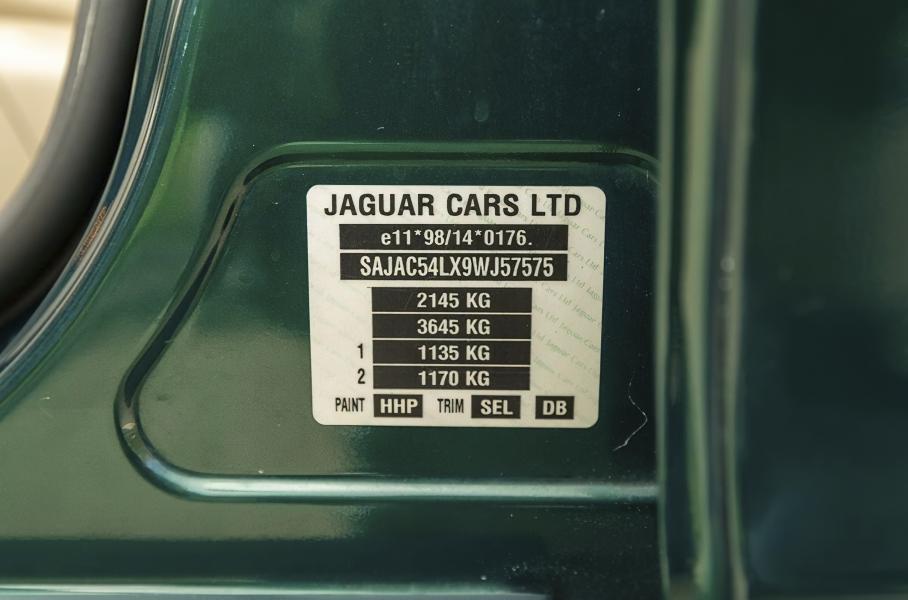 JAGUAR CARS LTD
e11*98/14*0176.
SAJAC54LX9WJ57575
2145 KG
3645 KG
1 1135 KG
2 1170 KG
PAINT HHP TRIM SEL DB